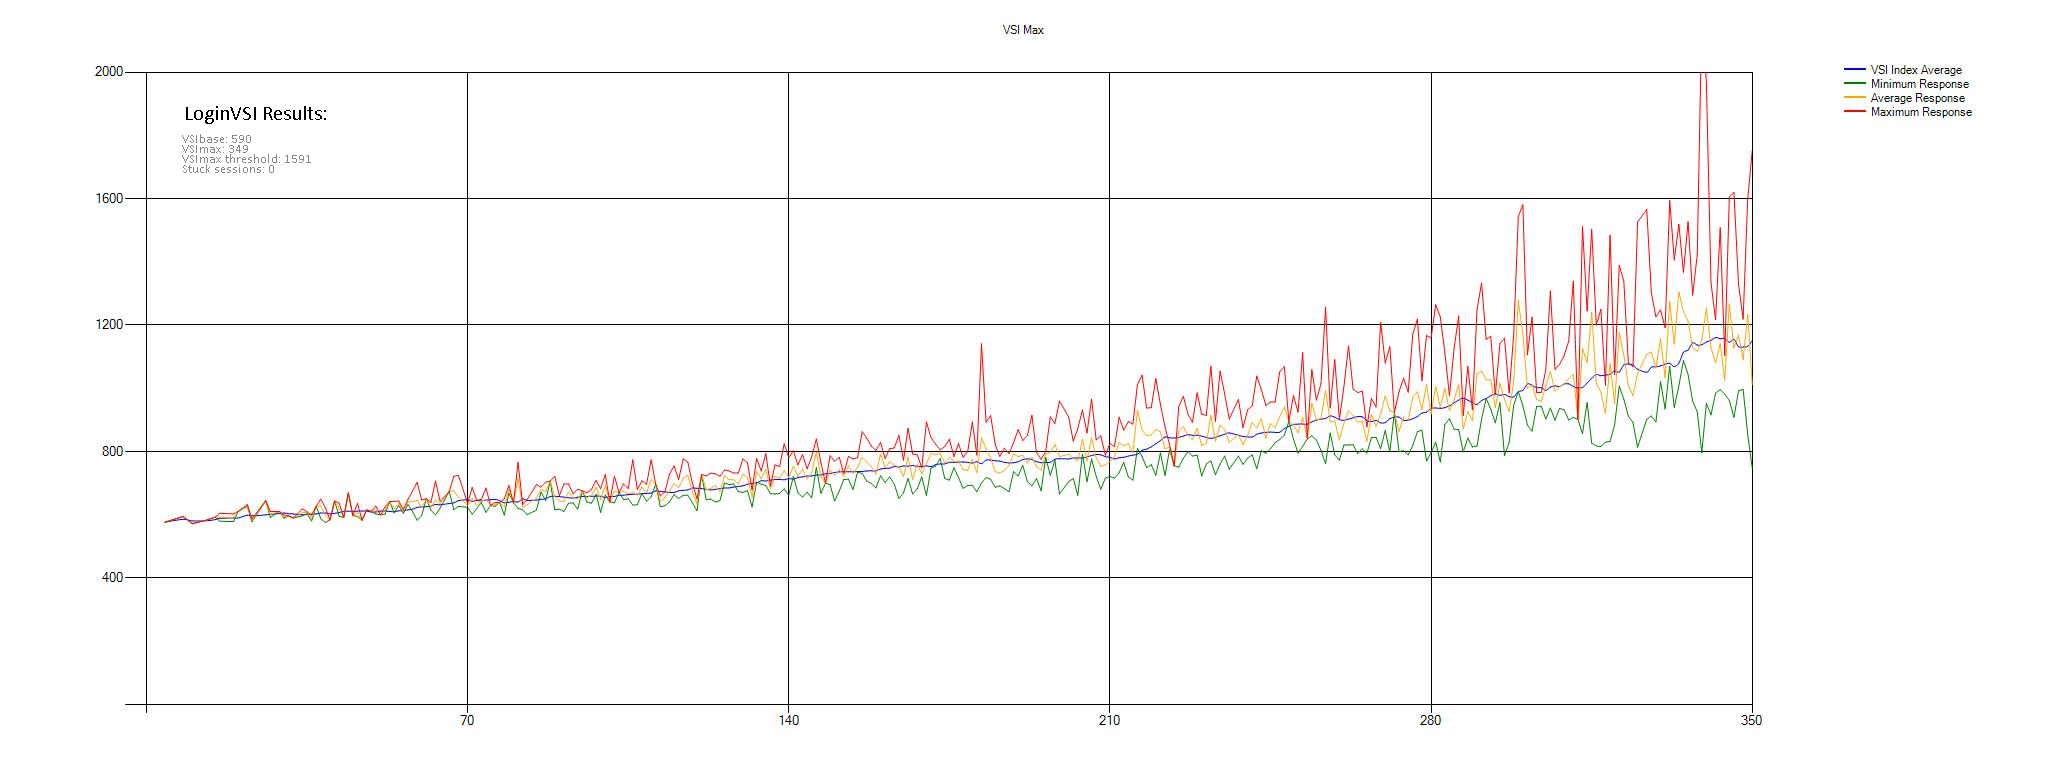 VSI Max
2000
1600
1200
800
400
LoginVSI Results:
VSIbase: 590
VSImax: 349
VSImax threshold: 1591
Stuck sessions: 0
VSI Index Average
Minimum Response
Average Response
Maximum Response
70 140 210 280 350